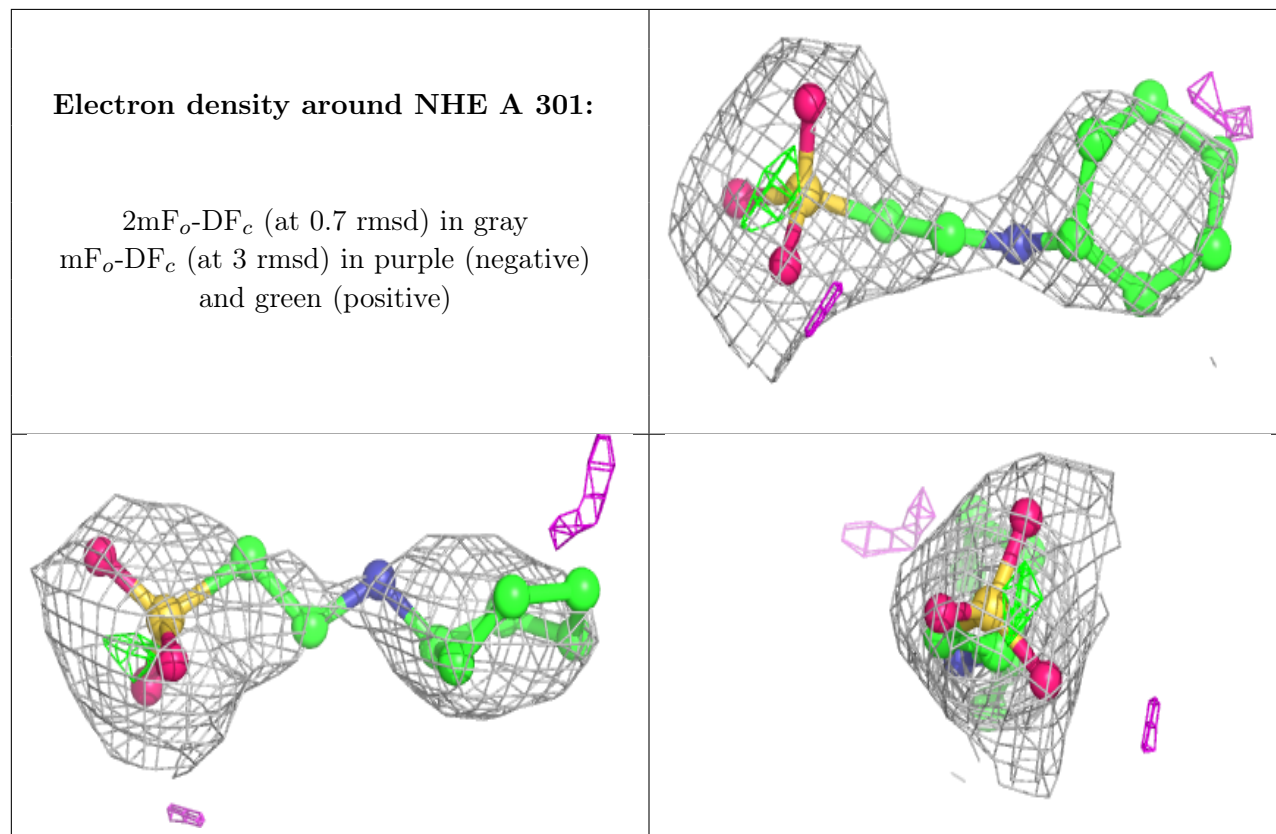 Electron density around NHE A 301:
2mFo-DFc (at 0.7 rmsd) in gray
mFo-DFc (at 3 rmsd) in purple (negative)
and green (positive)